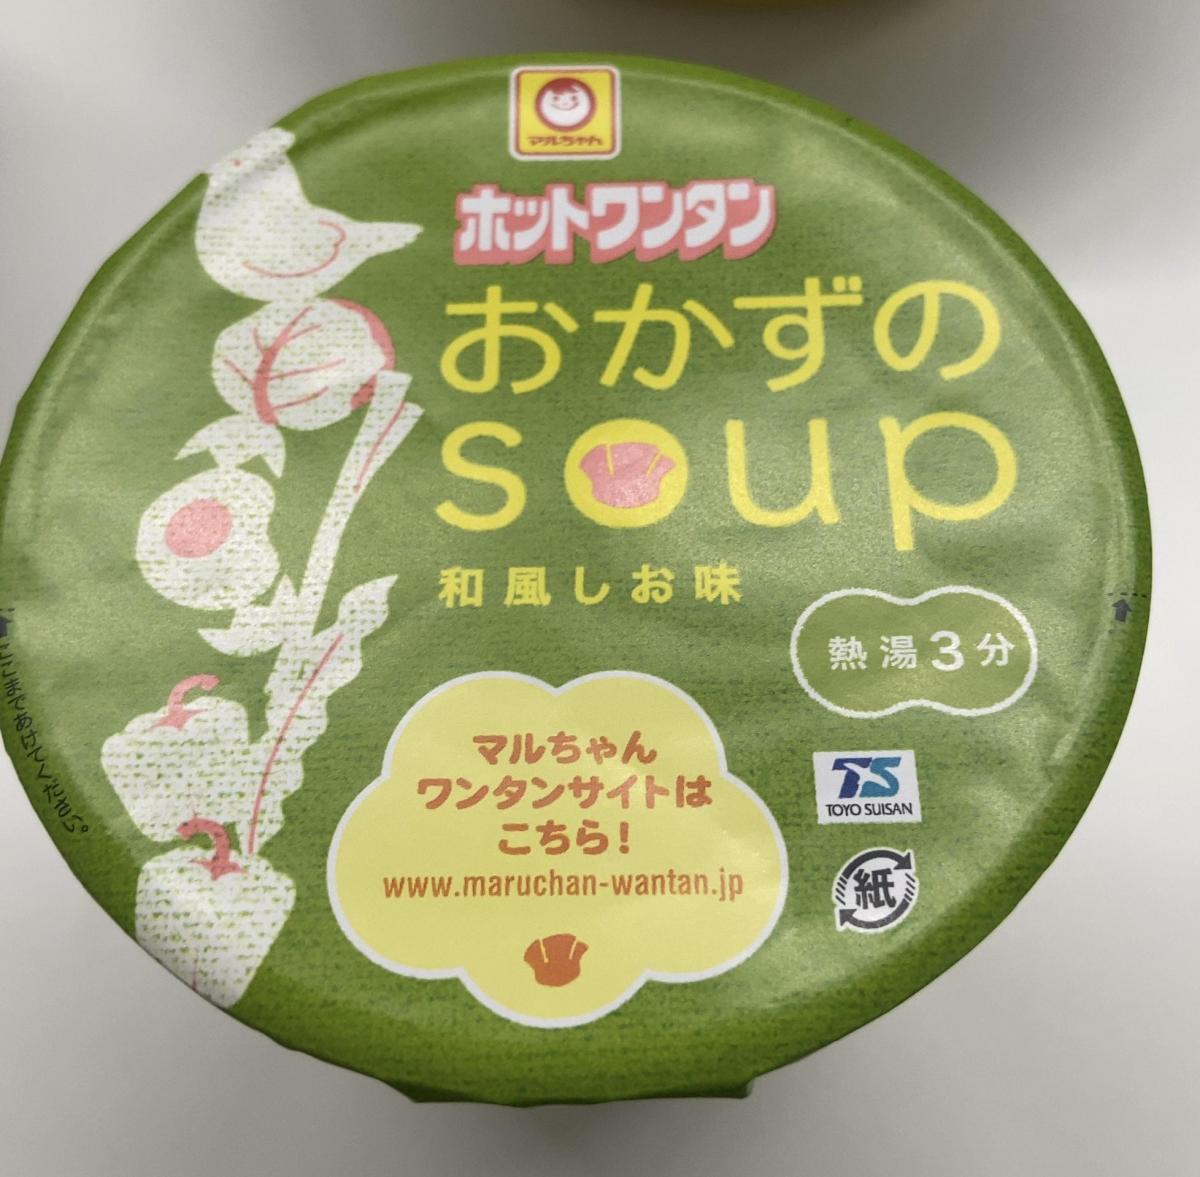 マルちゃん
ホットワンタン
おかずの
soup
和風しお味
熱湯3分
マルちゃん
ワンタンサイトは
こちら!
www.maruchan-wantan.jp
TS
TOYO SUISAN
紙
ここまであけてください。